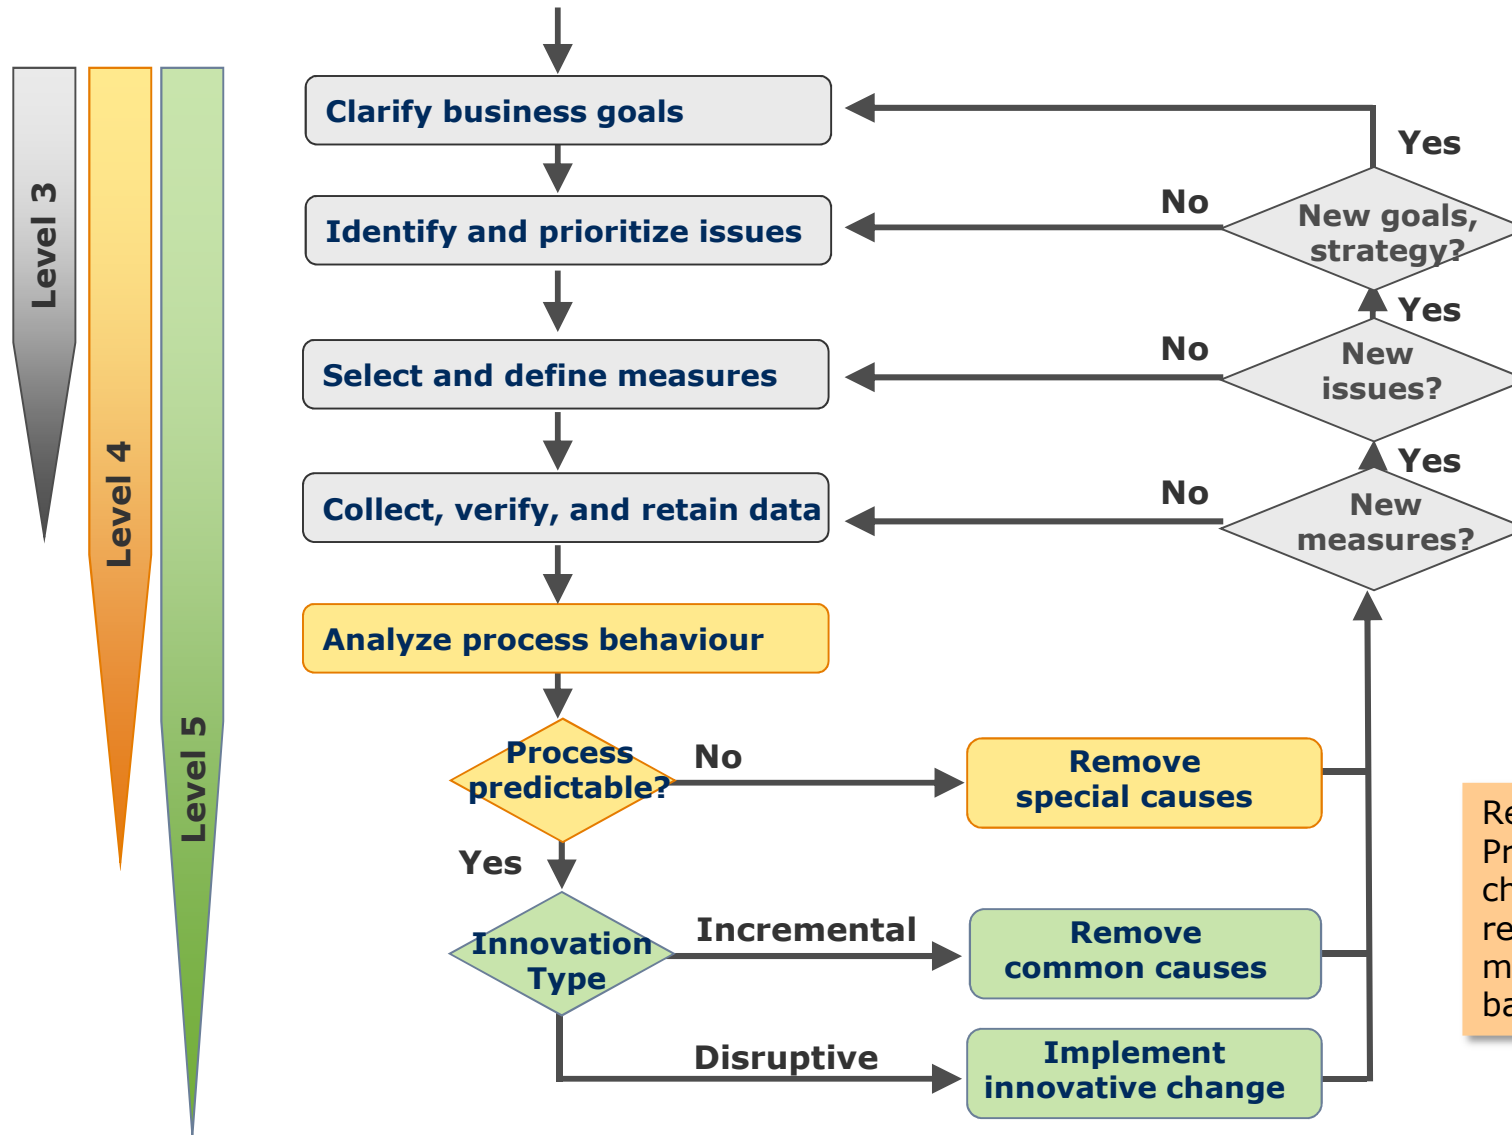 Level 3
Level 4
Level 5
Clarify business goals
Identify and prioritize issues
Select and define measures
Collect, verify, and retain data
Analyze process behaviour
Process
predictable?
No
Remove
special causes
Yes
Innovation
Type
Incremental
Remove
common causes
Disruptive
Implement
innovative change
Yes
New goals,
strategy?
No
Yes
New
issues?
No
Yes
New
measures?
No